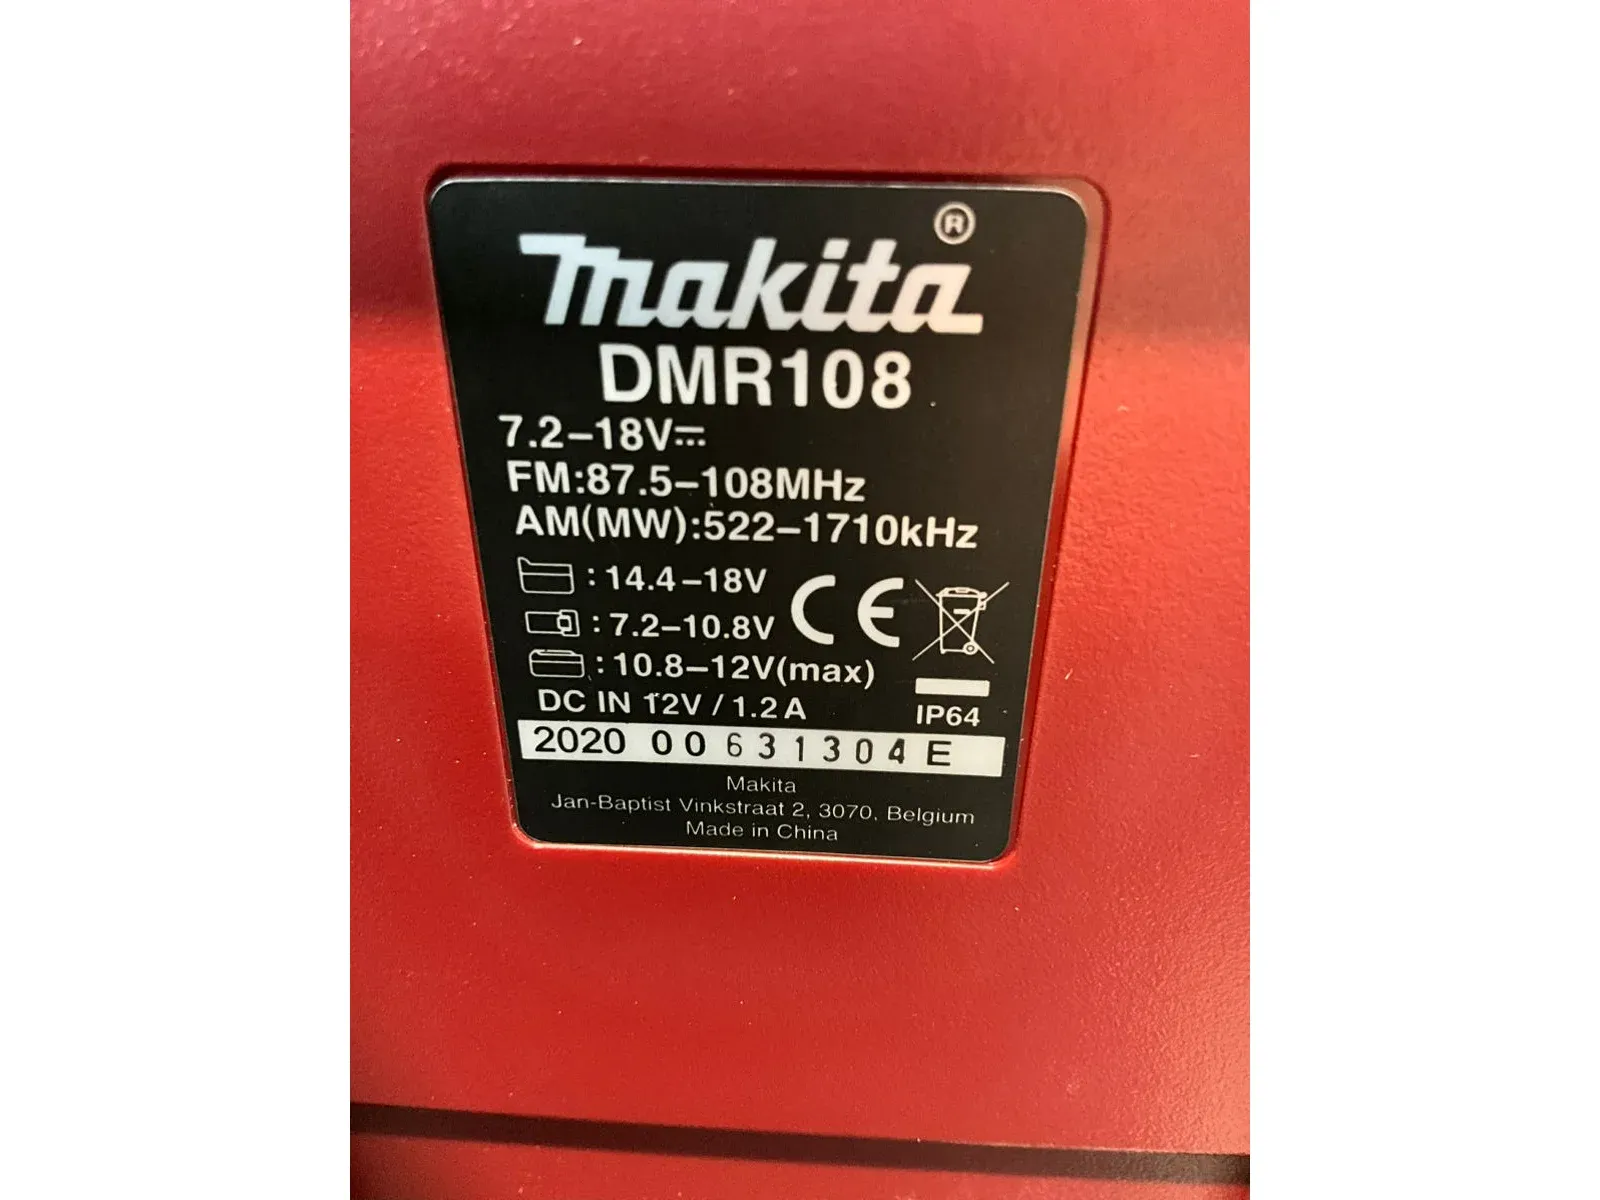 makita®
DMR108
7.2–18V⎓
FM:87.5–108MHz
AM(MW):522–1710kHz
:14.4–18V
:7.2–10.8V CE
:10.8–12V(max)
DC IN 12V / 1.2 A
IP64
2020 00631304E
Makita
Jan-Baptist Vinkstraat 2, 3070, Belgium
Made in China